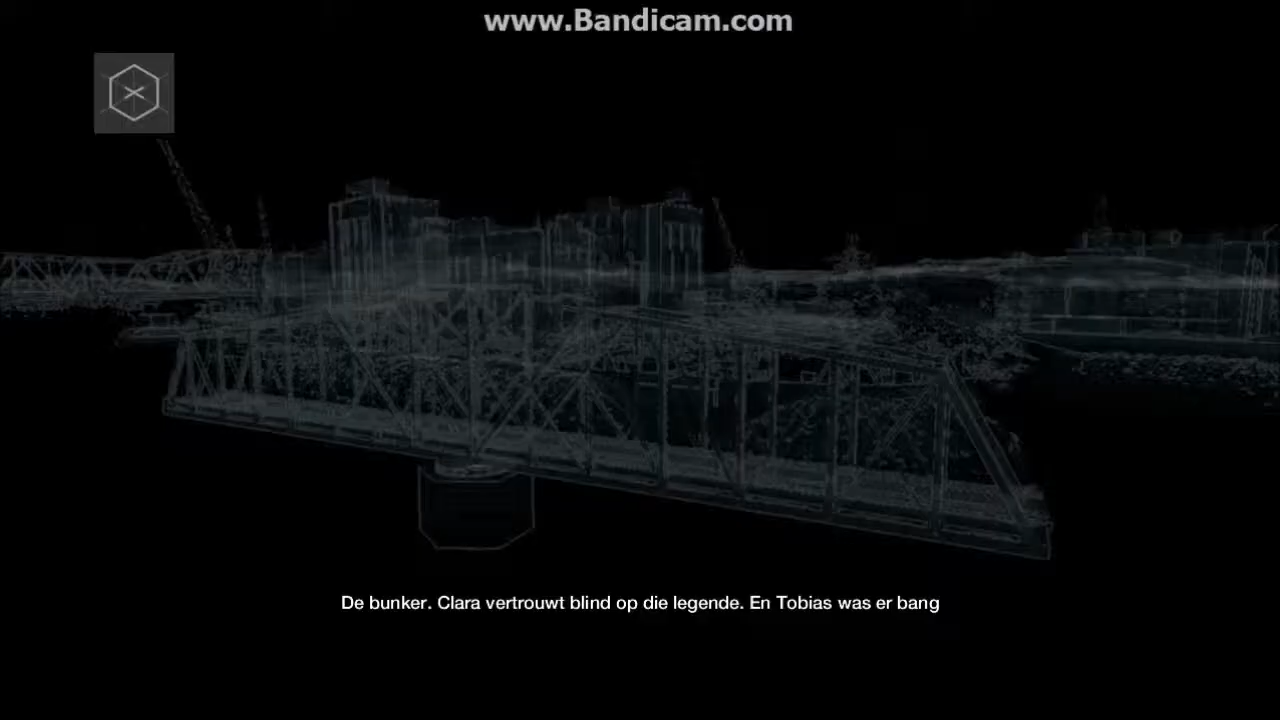 www.Bandicam.com
De bunker. Clara vertrouwt blind op die legende. En Tobias was er bang